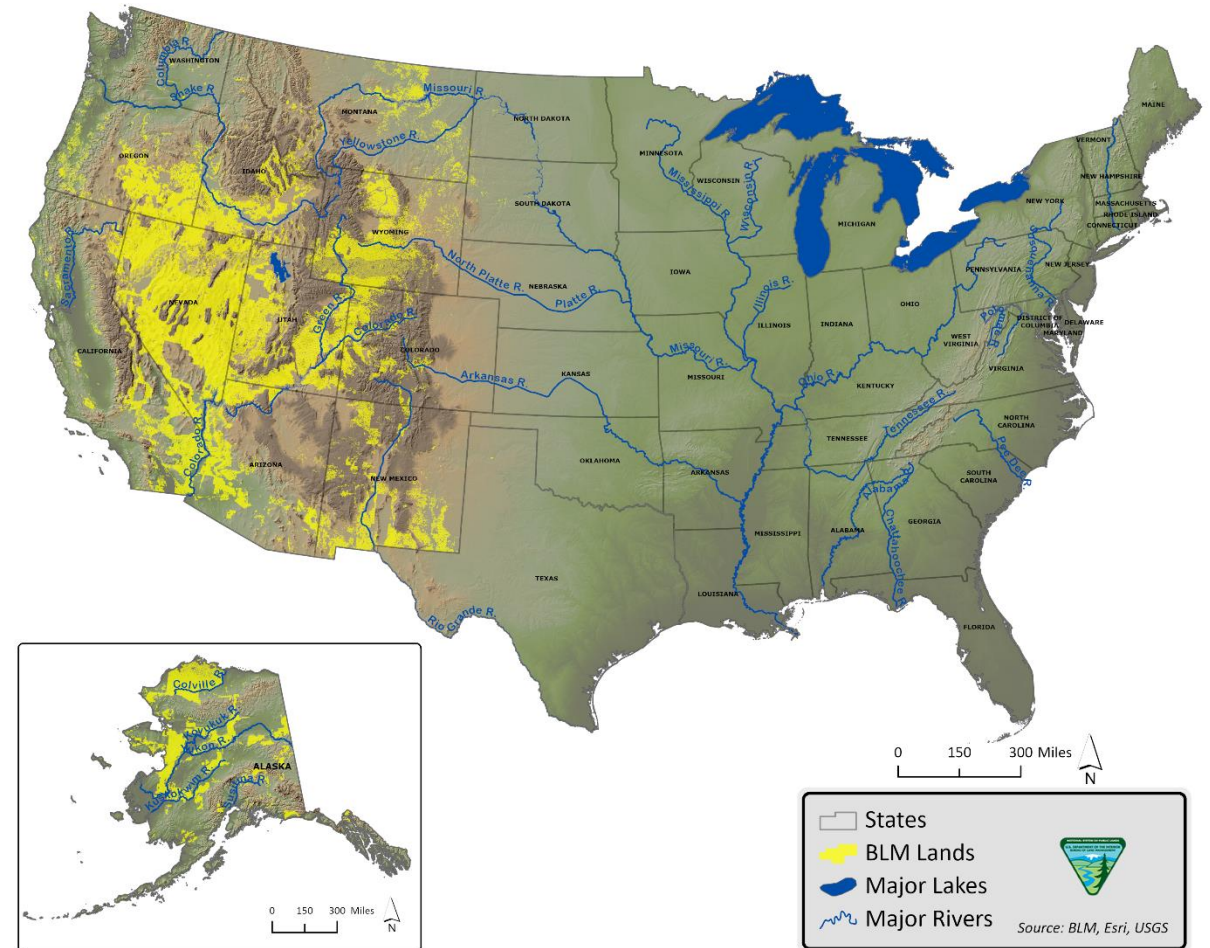 WASHINGTON
Columbia R.
Snake R.
MONTANA
Missouri R.
Yellowstone R.
NORTH DAKOTA
MINNESOTA
WISCONSIN
Mississippi R.
Wisconsin R.
MICHIGAN
MAINE
VERMONT
NEW HAMPSHIRE
MASSACHUSETTS
RHODE ISLAND
CONNECTICUT
NEW YORK
OREGON
IDAHO
WYOMING
SOUTH DAKOTA
IOWA
PENNSYLVANIA
Susquehanna R.
NEW JERSEY
Sacramento R.
NEVADA
UTAH
Green R.
Colorado R.
COLORADO
North Platte R.
NEBRASKA
Platte R.
Illinois R.
ILLINOIS
INDIANA
OHIO
WEST
VIRGINIA
DISTRICT OF
COLUMBIA
DELAWARE
MARYLAND
CALIFORNIA
Arkansas R.
KANSAS
Missouri R.
MISSOURI
Ohio R.
KENTUCKY
VIRGINIA
Colorado R.
ARIZONA
NEW MEXICO
OKLAHOMA
ARKANSAS
TENNESSEE
Tennessee R.
NORTH
CAROLINA
Pee Dee R.
SOUTH
CAROLINA
TEXAS
Rio Grande R.
LOUISIANA
MISSISSIPPI
ALABAMA
Alabama R.
Chattahoochee R.
GEORGIA
FLORIDA
Colville R.
Koyukuk R.
Yukon R.
ALASKA
Kuskokwim R.
Susitna R.
0 150 300 Miles
N
0 150 300 Miles
N
States
BLM Lands
Major Lakes
Major Rivers
Source: BLM, Esri, USGS